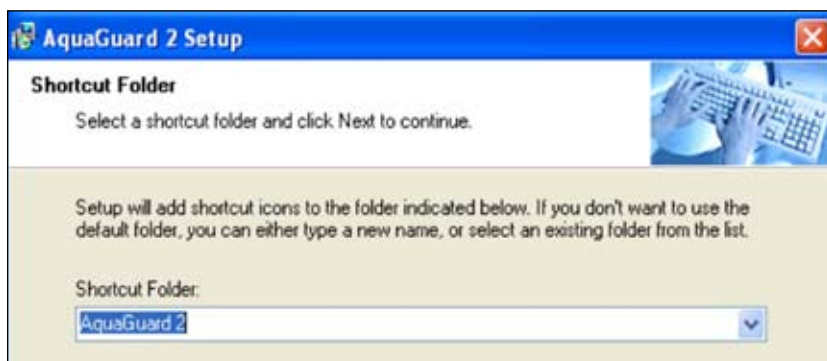 AquaGuard 2 Setup
Shortcut Folder
Select a shortcut folder and click Next to continue.
Setup will add shortcut icons to the folder indicated below. If you don't want to use the
default folder, you can either type a new name, or select an existing folder from the list.
Shortcut Folder:
AquaGuard 2